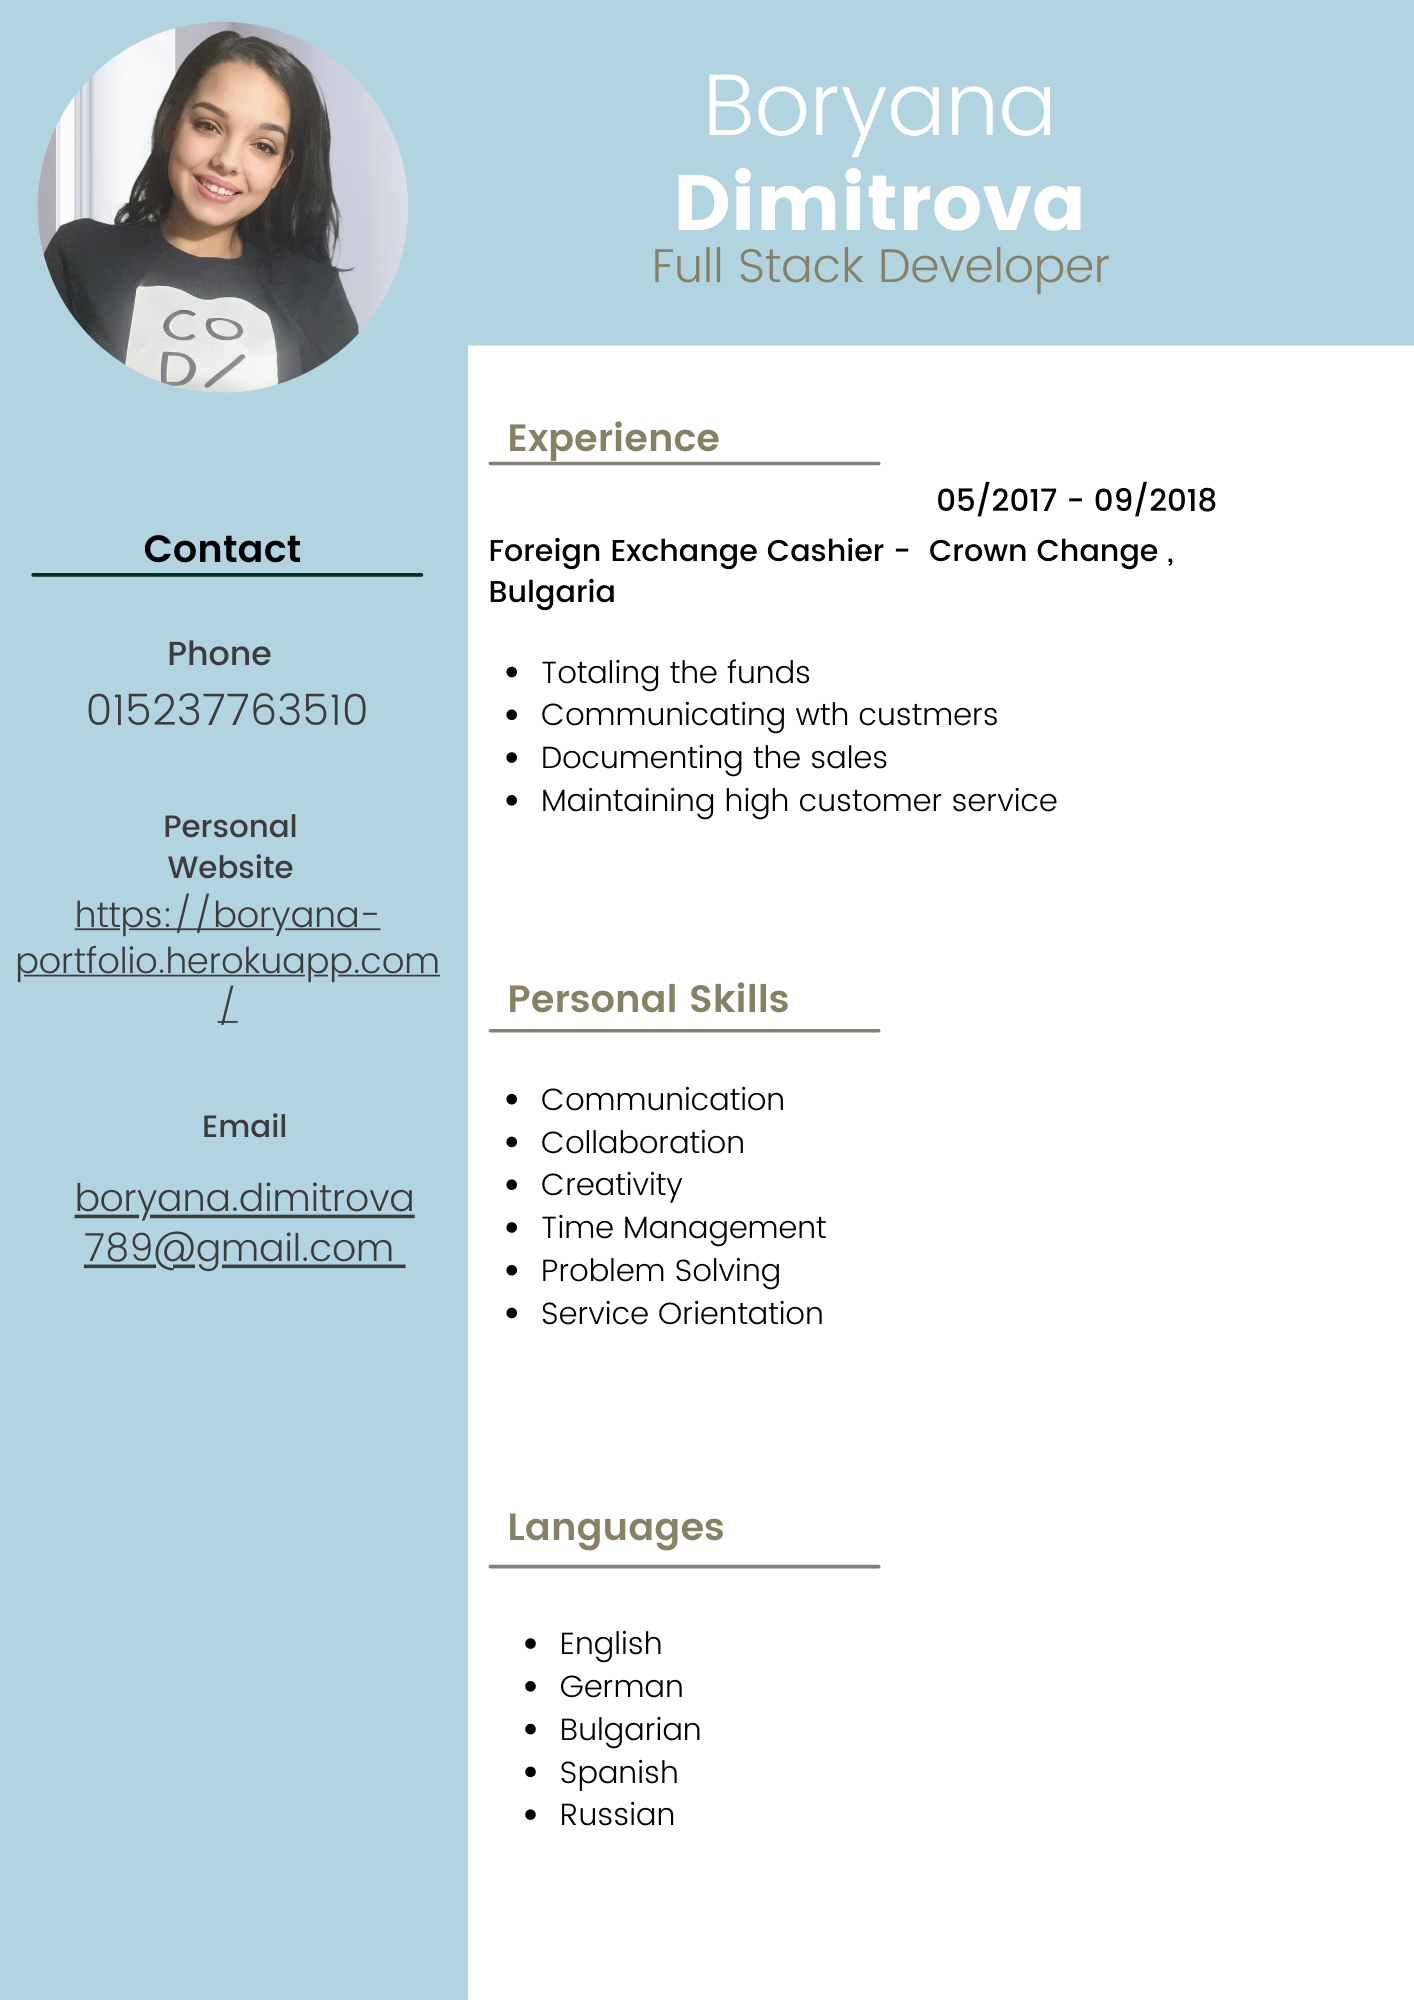 Boryana
Dimitrova
Full Stack Developer
CO
D/
Contact
Phone
015237763510
Personal
Website
https://boryana-
portfolio.herokuapp.com
/
Email
boryana.dimitrova
789@gmail.com
Experience
05/2017 - 09/2018
Foreign Exchange Cashier -  Crown Change ,
Bulgaria
• Totaling the funds
• Communicating wth custmers
• Documenting the sales
• Maintaining high customer service
Personal Skills
• Communication
• Collaboration
• Creativity
• Time Management
• Problem Solving
• Service Orientation
Languages
• English
• German
• Bulgarian
• Spanish
• Russian